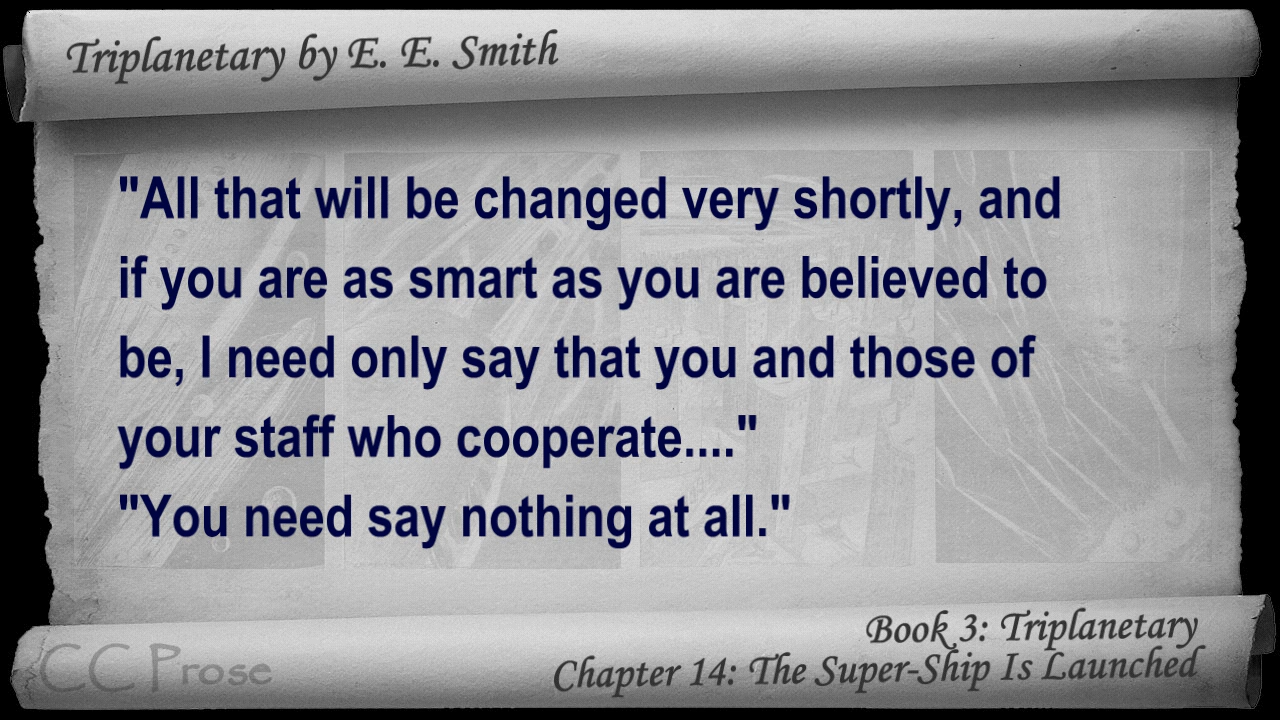 Triplanetary by E. E. Smith
"All that will be changed very shortly, and
if you are as smart as you are believed to
be, I need only say that you and those of
your staff who cooperate...."
"You need say nothing at all."
Book 3: Triplanetary
Chapter 14: The Super-Ship Is Launched
CC Prose